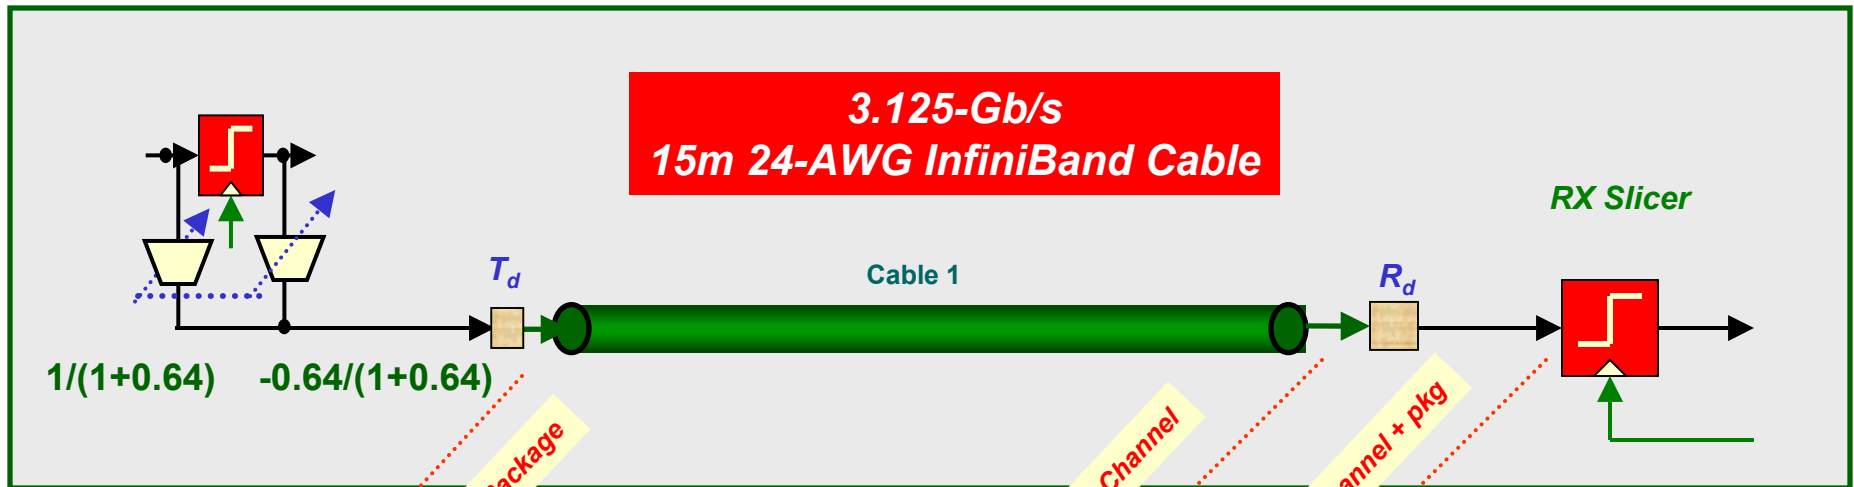 3.125-Gb/s
15m 24-AWG InfiniBand Cable
RX Slicer
Td
Cable 1
Rd
1/(1+0.64) -0.64/(1+0.64)
Channel
+ pkg